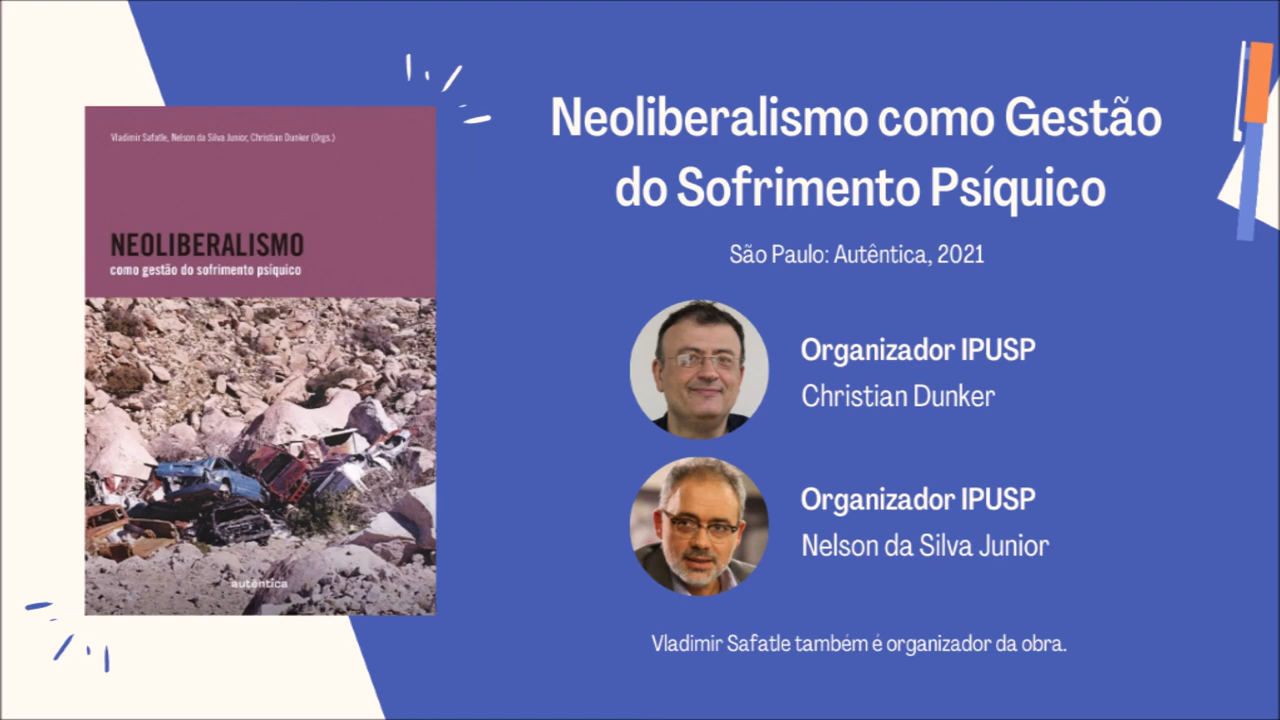 Vladimir Safatle, Nelson da Silva Junior, Christian Dunker (Orgs.)
NEOLIBERALISMO
como gestão do sofrimento psíquico
autêntica
Neoliberalismo como Gestão
do Sofrimento Psíquico
São Paulo: Autêntica, 2021
Organizador IPUSP
Christian Dunker
Organizador IPUSP
Nelson da Silva Junior
Vladimir Safatle também é organizador da obra.